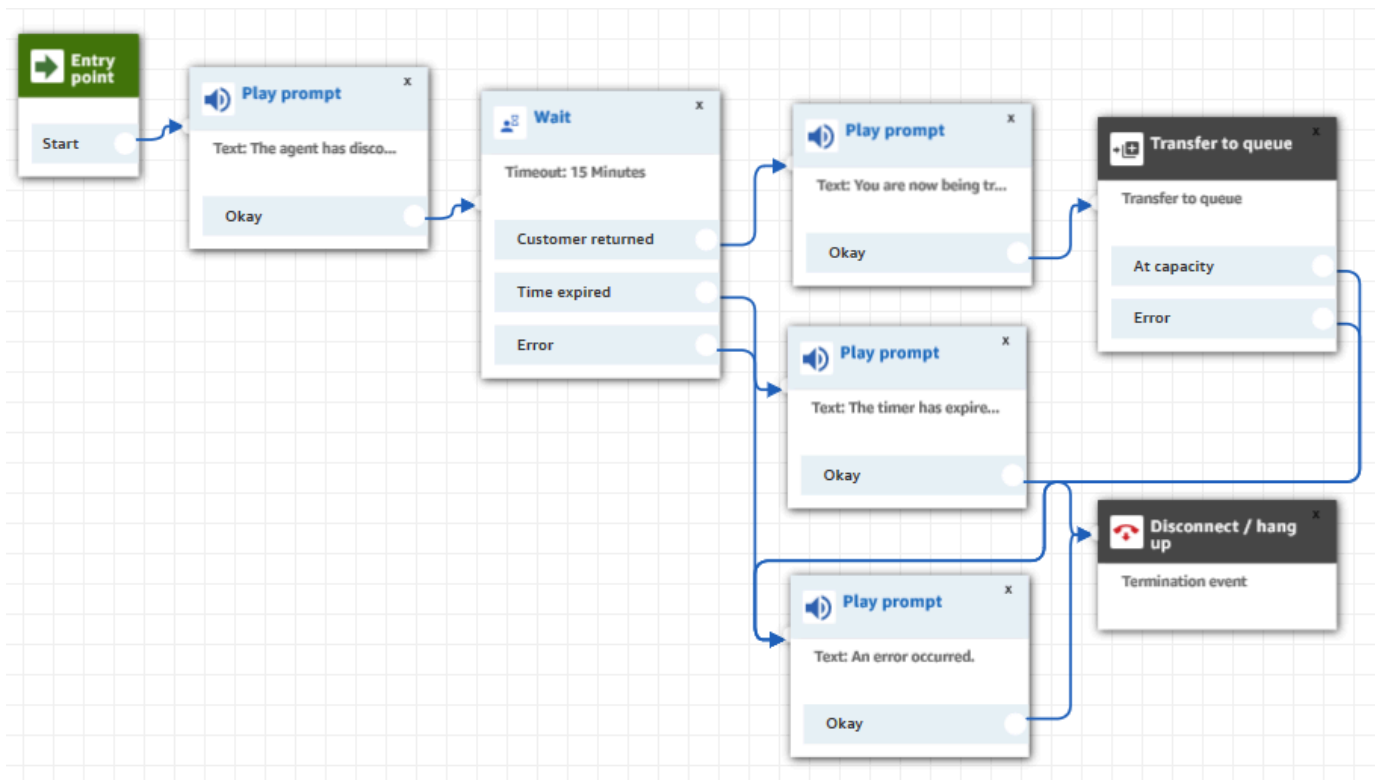 Entry
point
Start
Play prompt
x
Text: The agent has disco...
Okay
Wait
x
Timeout: 15 Minutes
Customer returned
Time expired
Error
Play prompt
x
Text: You are now being tr...
Okay
Transfer to queue
x
Transfer to queue
At capacity
Error
Play prompt
x
Text: The timer has expire...
Okay
Disconnect / hang
up
x
Termination event
Play prompt
x
Text: An error occurred.
Okay